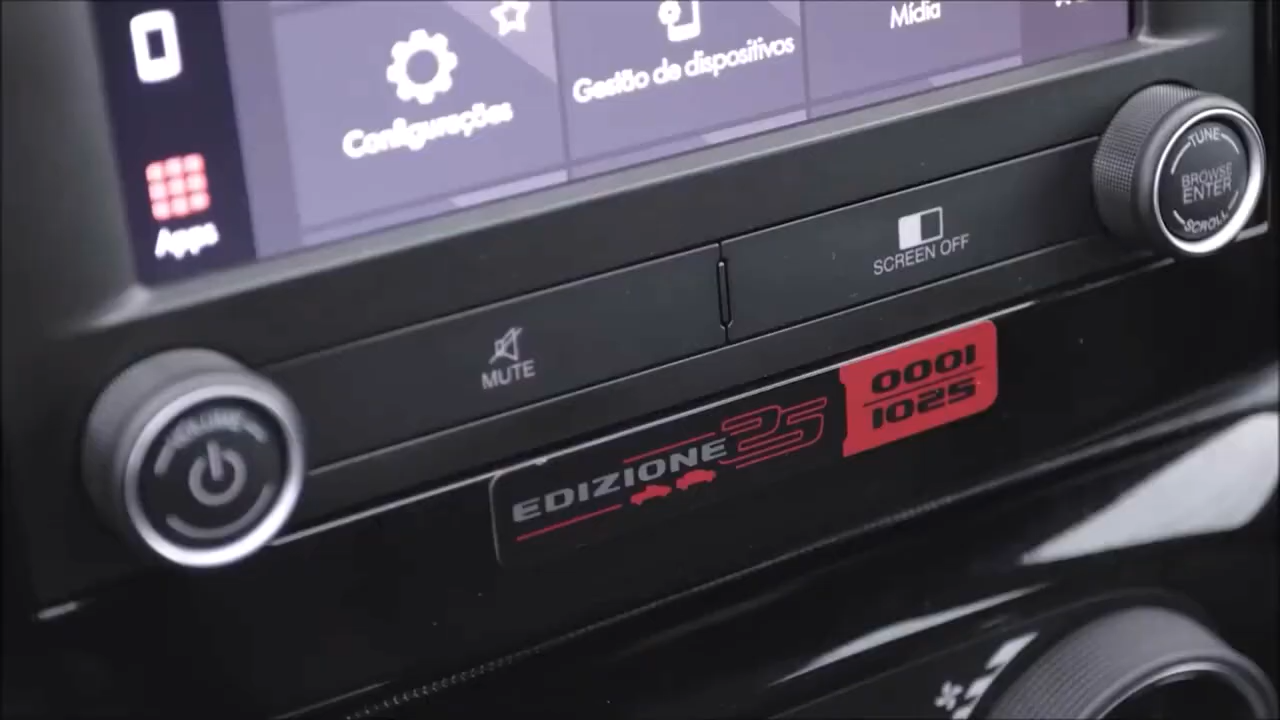 Configurações
Gestão de dispositivos
Mídia
Apps
MUTE
SCREEN OFF
VOLUME
TUNE
BROWSE
ENTER
SCROLL
EDIZIONE 25
0001
1025